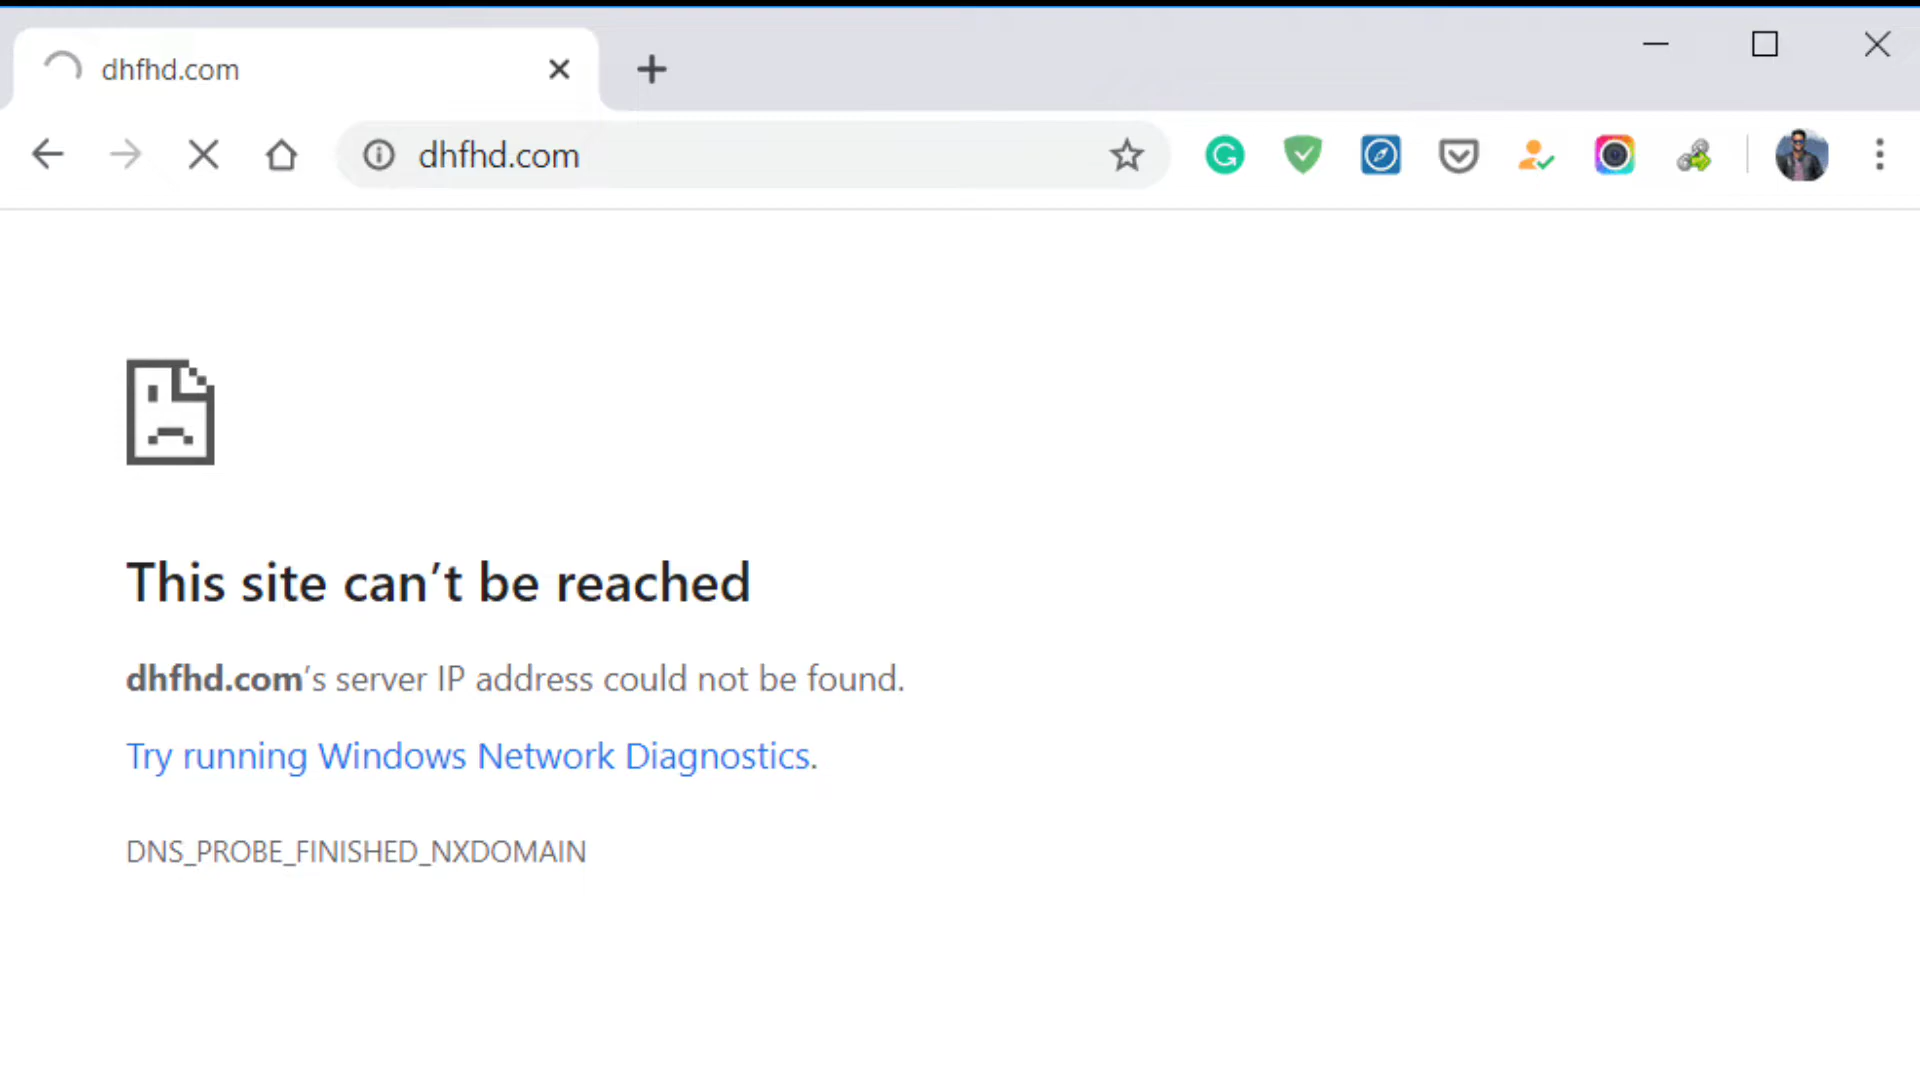 dhfhd.com
dhfhd.com
This site can’t be reached
dhfhd.com’s server IP address could not be found.
Try running Windows Network Diagnostics.
DNS_PROBE_FINISHED_NXDOMAIN